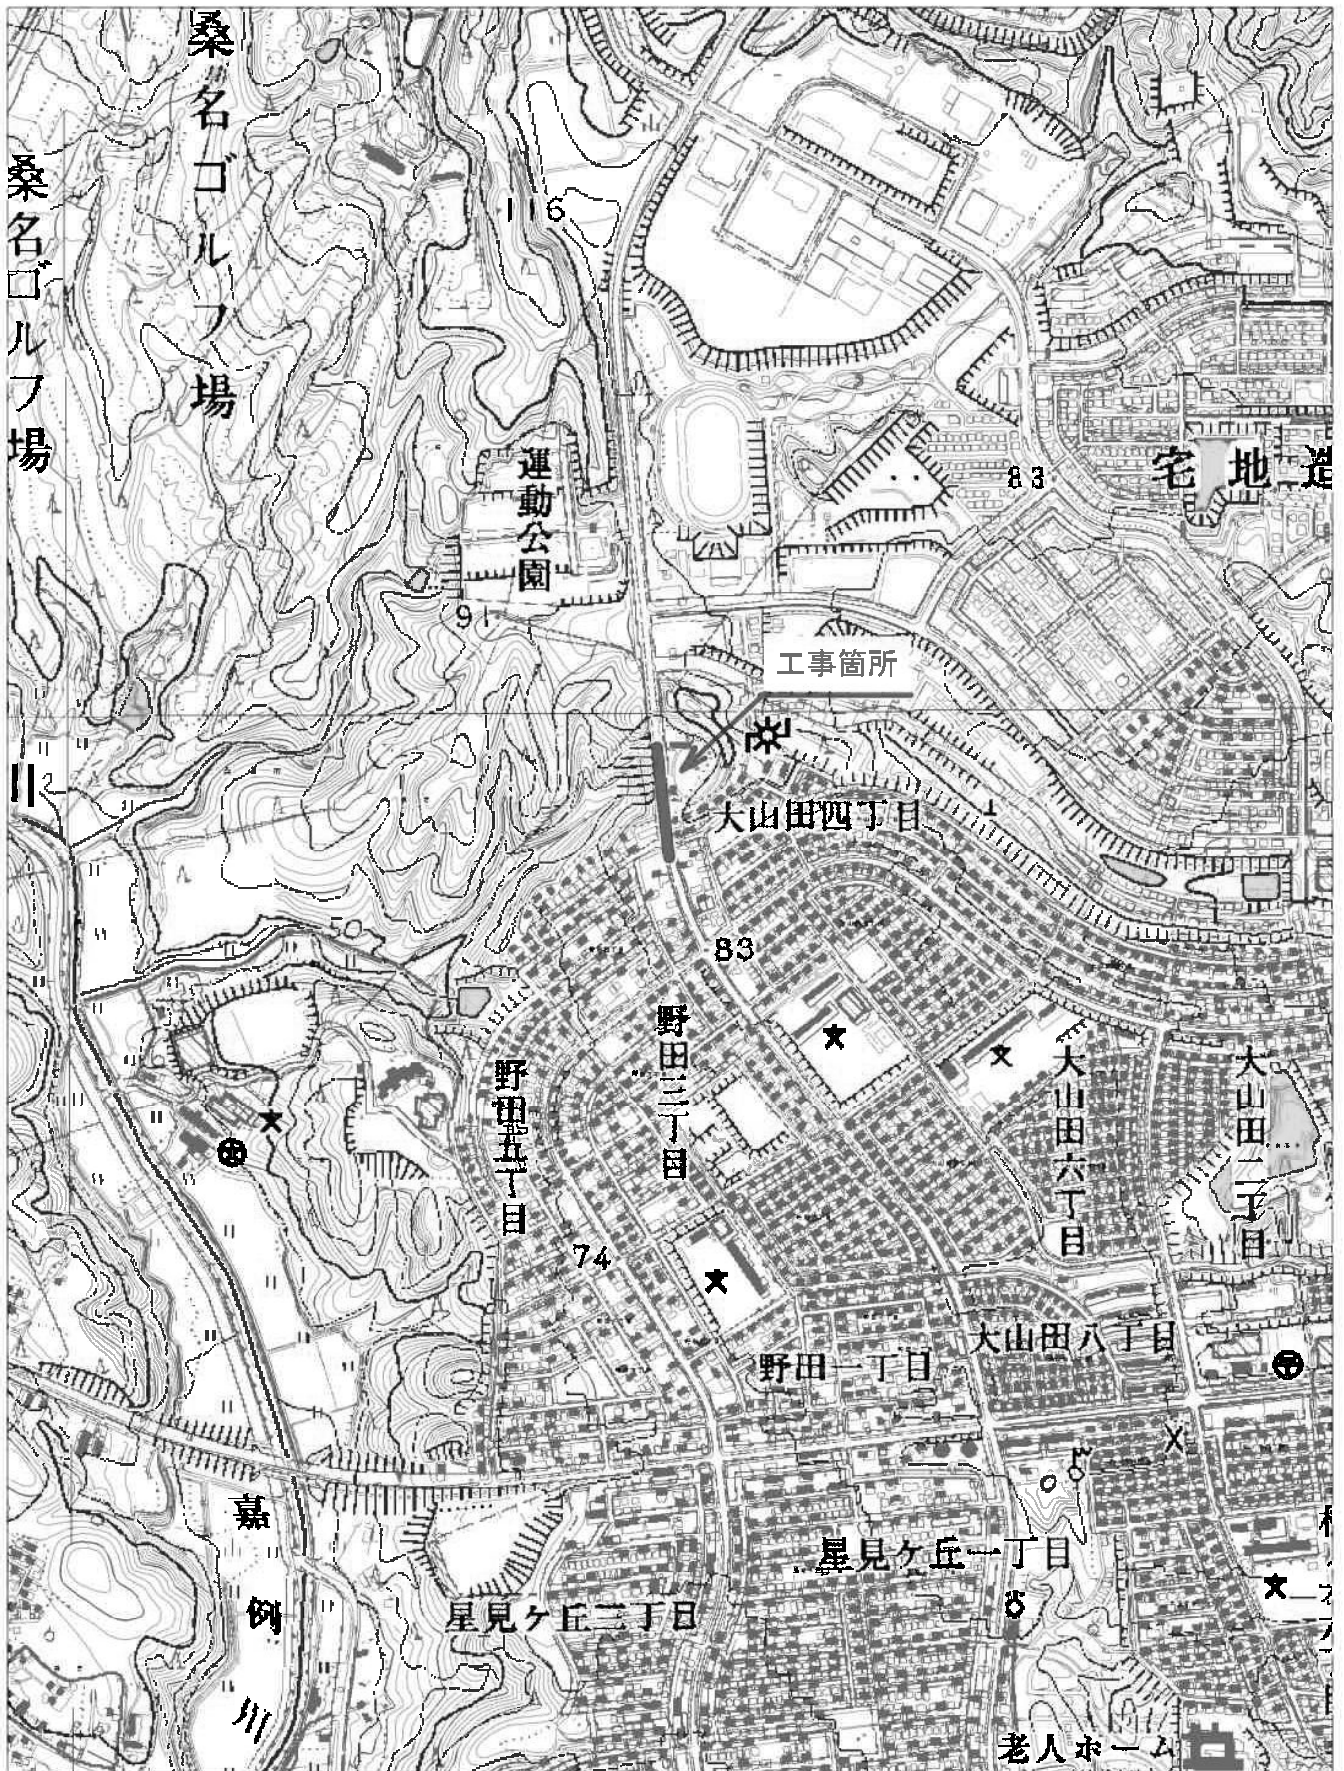 桑名ゴルフ場
桑名ゴルフ場
116
運動公園
83
宅地造
91
工事箇所
川
大山田四丁目
83
野田三丁目
野田五丁目
大山田六丁目
大山田二丁目
74
大山田八丁目
野田一丁目
嘉例川
星見ヶ丘一丁目
星見ヶ丘三丁目
老人ホーム